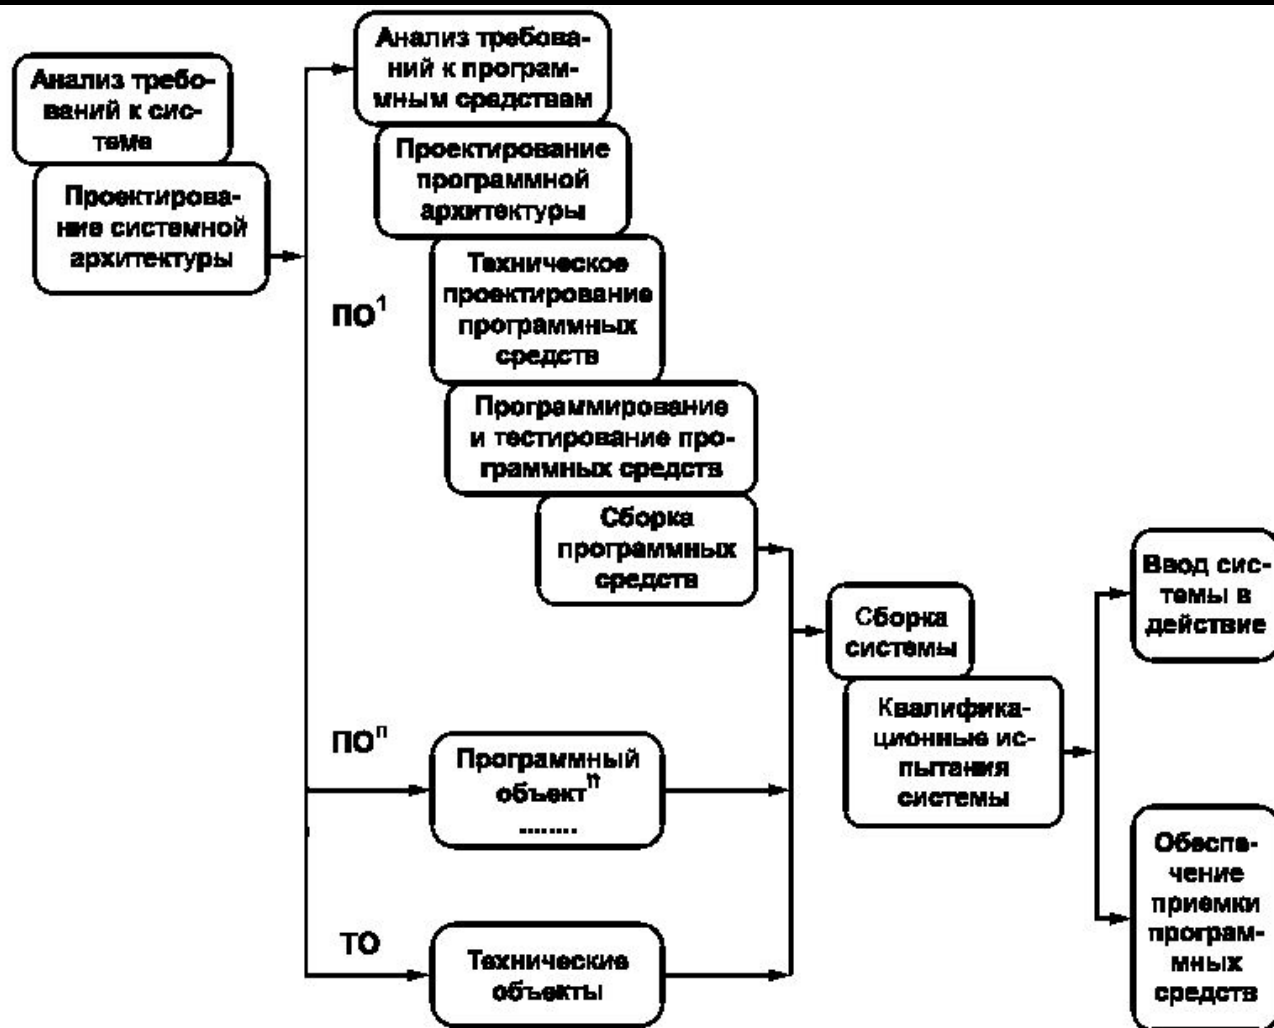 Анализ требо-
ваний к сис-
теме
Проектирова-
ние системной
архитектуры
Анализ требова-
ний к програм-
мным средствам
Проектирование
программной
архитектуры
Техническое
проектирование
программных
средств
ПО¹
Программирование
и тестирование про-
граммных средств
Сборка
программных
средств
ПОⁿ
Программный
объектⁿ
........
ТО
Технические
объекты
Сборка
системы
Квалифика-
ционные ис-
пытания
системы
Ввод сис-
темы в
действие
Обеспе-
чение
приемки
програм-
мных
средств